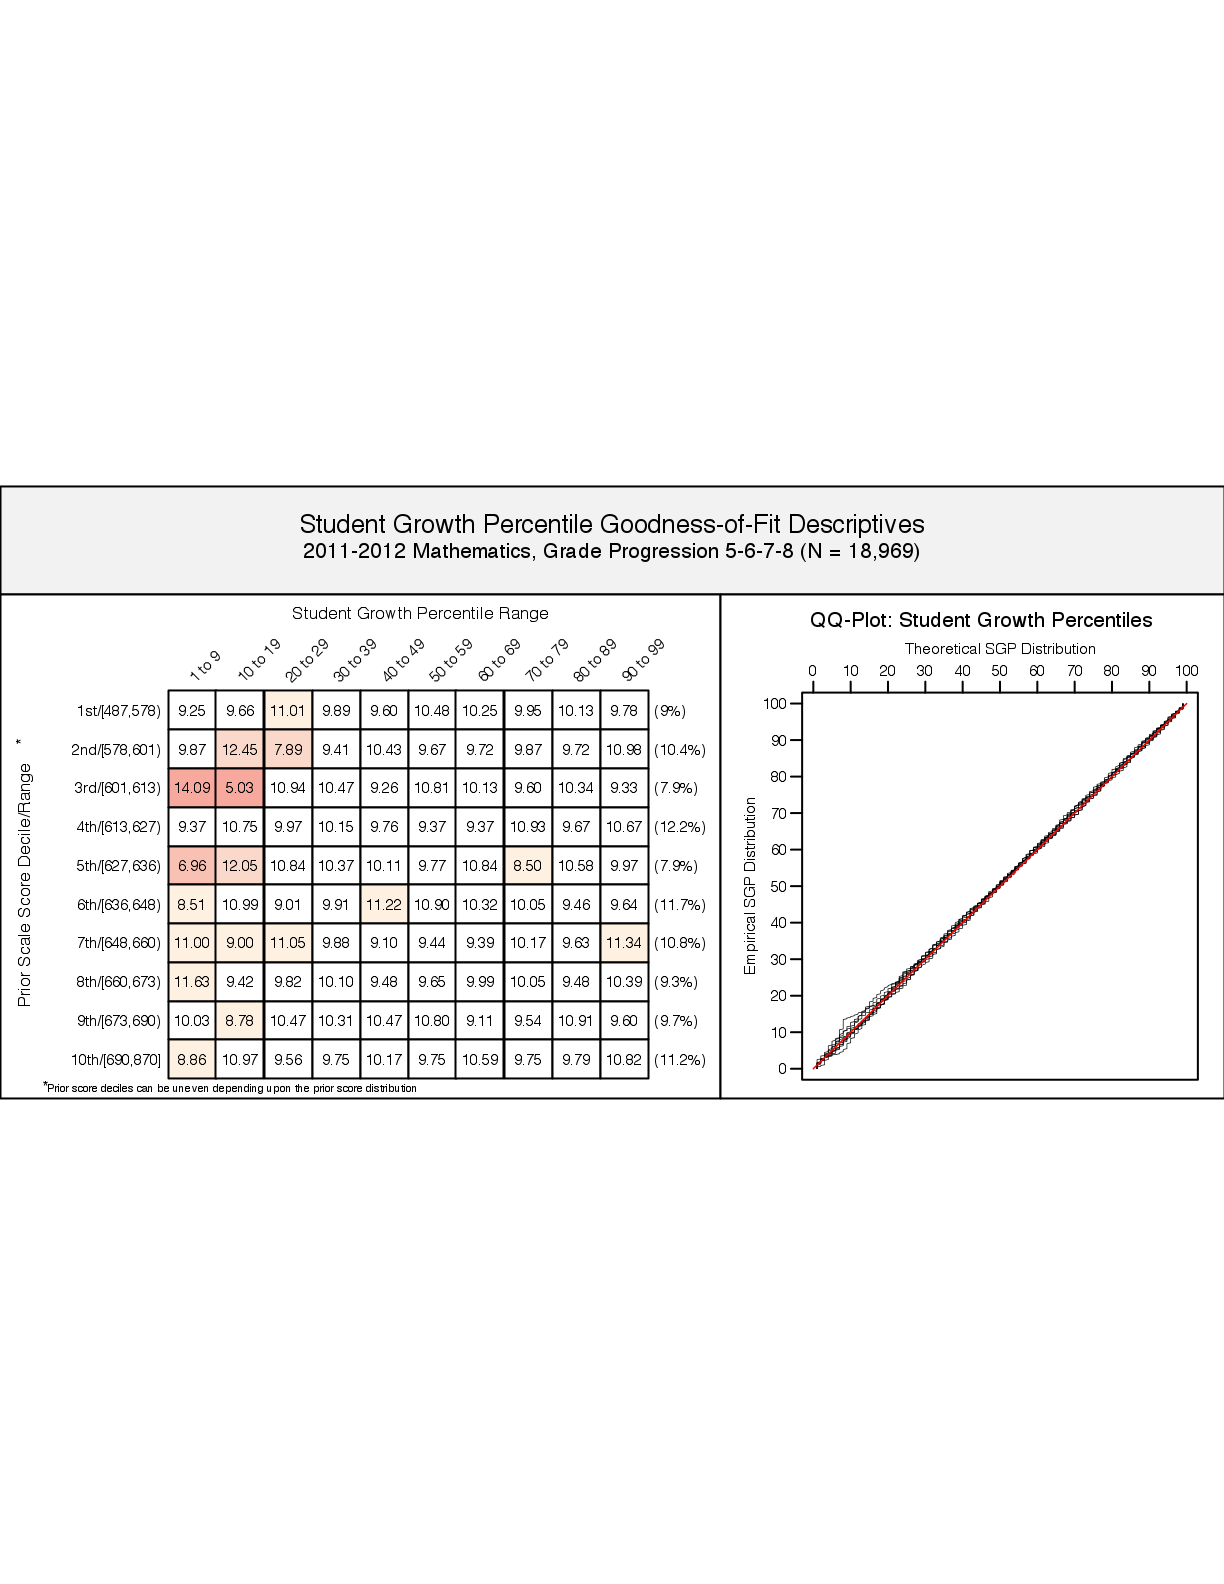 Student Growth Percentile Goodness-of-Fit Descriptives
2011-2012 Mathematics, Grade Progression 5-6-7-8 (N = 18,969)
Student Growth Percentile Range
1 to 9 10 to 19 20 to 29 30 to 39 40 to 49 50 to 59 60 to 69 70 to 79 80 to 89 90 to 99
Prior Scale Score Decile/Range *
1st/[487,578) 9.25 9.66 11.01 9.89 9.60 10.48 10.25 9.95 10.13 9.78 (9%)
2nd/[578,601) 9.87 12.45 7.89 9.41 10.43 9.67 9.72 9.87 9.72 10.98 (10.4%)
3rd/[601,613) 14.09 5.03 10.94 10.47 9.26 10.81 10.13 9.60 10.34 9.33 (7.9%)
4th/[613,627) 9.37 10.75 9.97 10.15 9.76 9.37 9.37 10.93 9.67 10.67 (12.2%)
5th/[627,636) 6.96 12.05 10.84 10.37 10.11 9.77 10.84 8.50 10.58 9.97 (7.9%)
6th/[636,648) 8.51 10.99 9.01 9.91 11.22 10.90 10.32 10.05 9.46 9.64 (11.7%)
7th/[648,660) 11.00 9.00 11.05 9.88 9.10 9.44 9.39 10.17 9.63 11.34 (10.8%)
8th/[660,673) 11.63 9.42 9.82 10.10 9.48 9.65 9.99 10.05 9.48 10.39 (9.3%)
9th/[673,690) 10.03 8.78 10.47 10.31 10.47 10.80 9.11 9.54 10.91 9.60 (9.7%)
10th/[690,870] 8.86 10.97 9.56 9.75 10.17 9.75 10.59 9.75 9.79 10.82 (11.2%)
*Prior score deciles can be uneven depending upon the prior score distribution
QQ-Plot: Student Growth Percentiles
Theoretical SGP Distribution
0 10 20 30 40 50 60 70 80 90 100
Empirical SGP Distribution
100
90
80
70
60
50
40
30
20
10
0